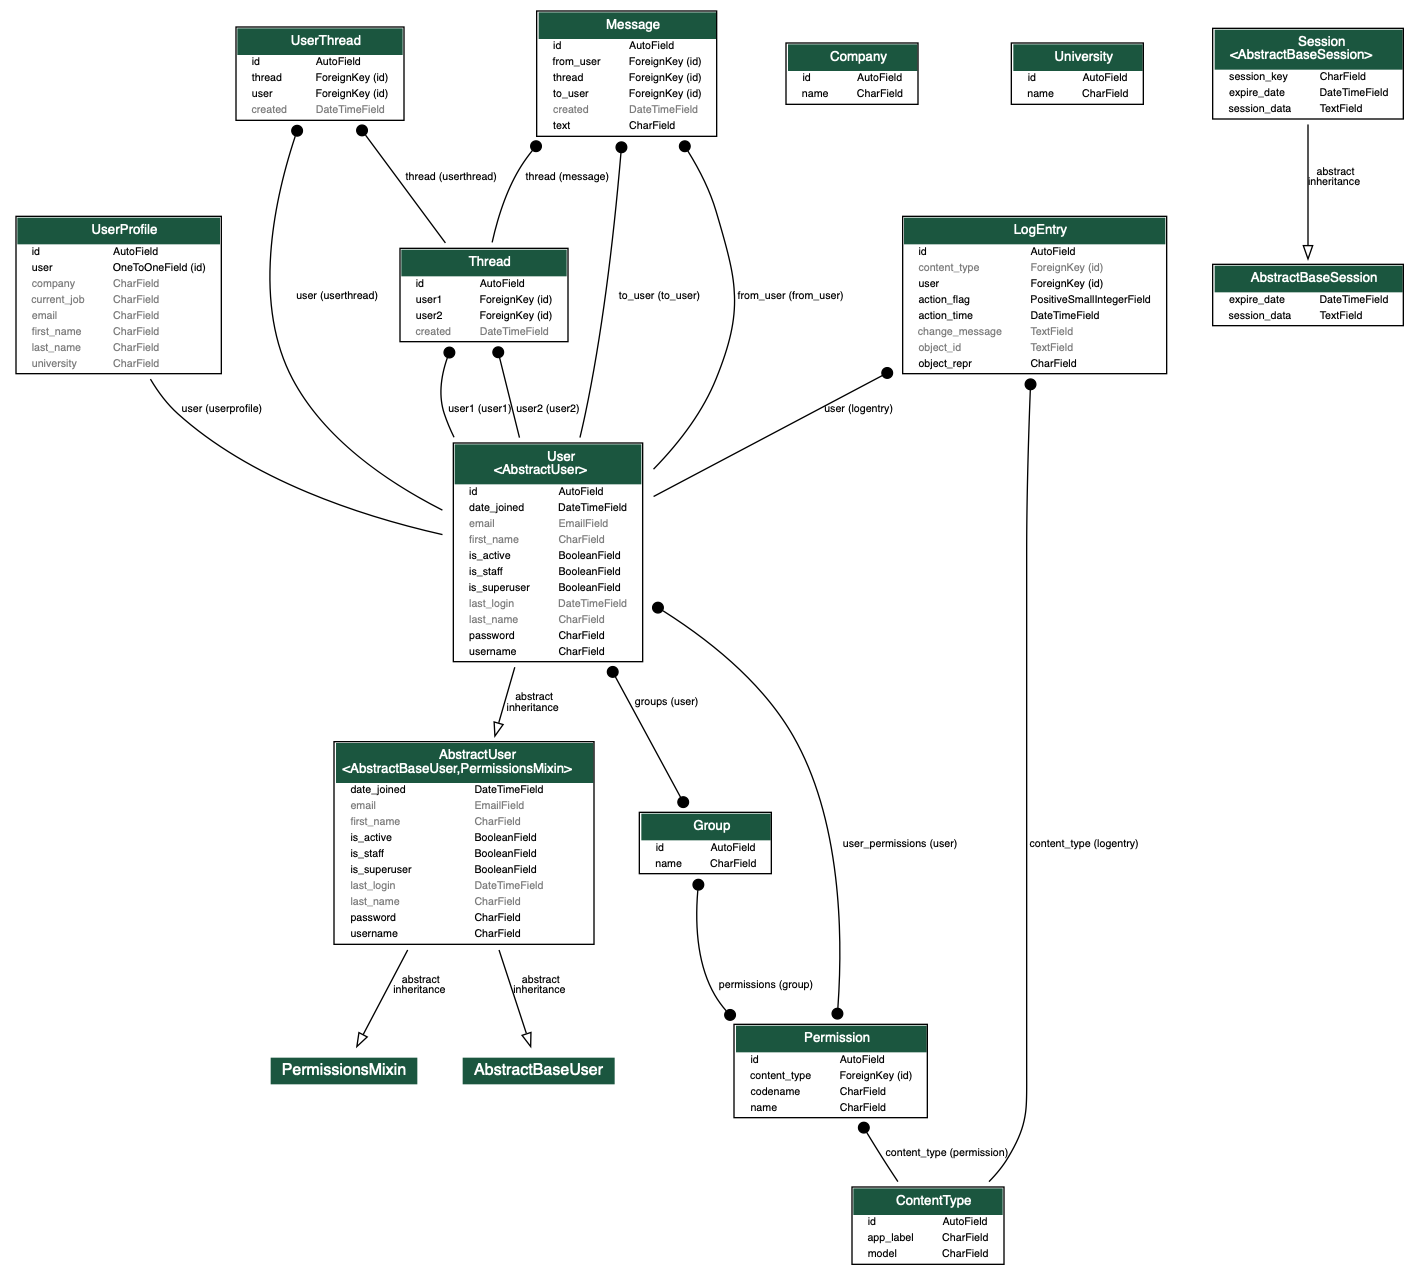 UserThread
id AutoField
thread ForeignKey (id)
user ForeignKey (id)
created DateTimeField
Message
id AutoField
from_user ForeignKey (id)
thread ForeignKey (id)
to_user ForeignKey (id)
created DateTimeField
text CharField
Company
id AutoField
name CharField
University
id AutoField
name CharField
Session
<AbstractBaseSession>
session_key CharField
expire_date DateTimeField
session_data TextField
thread (userthread)
thread (message)
abstract
inheritance
UserProfile
id AutoField
user OneToOneField (id)
company CharField
current_job CharField
email CharField
first_name CharField
last_name CharField
university CharField
Thread
id AutoField
user1 ForeignKey (id)
user2 ForeignKey (id)
created DateTimeField
LogEntry
id AutoField
content_type ForeignKey (id)
user ForeignKey (id)
action_flag PositiveSmallIntegerField
action_time DateTimeField
change_message TextField
object_id TextField
object_repr CharField
AbstractBaseSession
expire_date DateTimeField
session_data TextField
user (userthread)
to_user (to_user)
from_user (from_user)
user (userprofile)
user1 (user1)
user2 (user2)
user (logentry)
User
<AbstractUser>
id AutoField
date_joined DateTimeField
email EmailField
first_name CharField
is_active BooleanField
is_staff BooleanField
is_superuser BooleanField
last_login DateTimeField
last_name CharField
password CharField
username CharField
abstract
inheritance
groups (user)
AbstractUser
<AbstractBaseUser,PermissionsMixin>
date_joined DateTimeField
email EmailField
first_name CharField
is_active BooleanField
is_staff BooleanField
is_superuser BooleanField
last_login DateTimeField
last_name CharField
password CharField
username CharField
Group
id AutoField
name CharField
user_permissions (user)
content_type (logentry)
abstract
inheritance
abstract
inheritance
permissions (group)
PermissionsMixin
AbstractBaseUser
Permission
id AutoField
content_type ForeignKey (id)
codename CharField
name CharField
content_type (permission)
ContentType
id AutoField
app_label CharField
model CharField